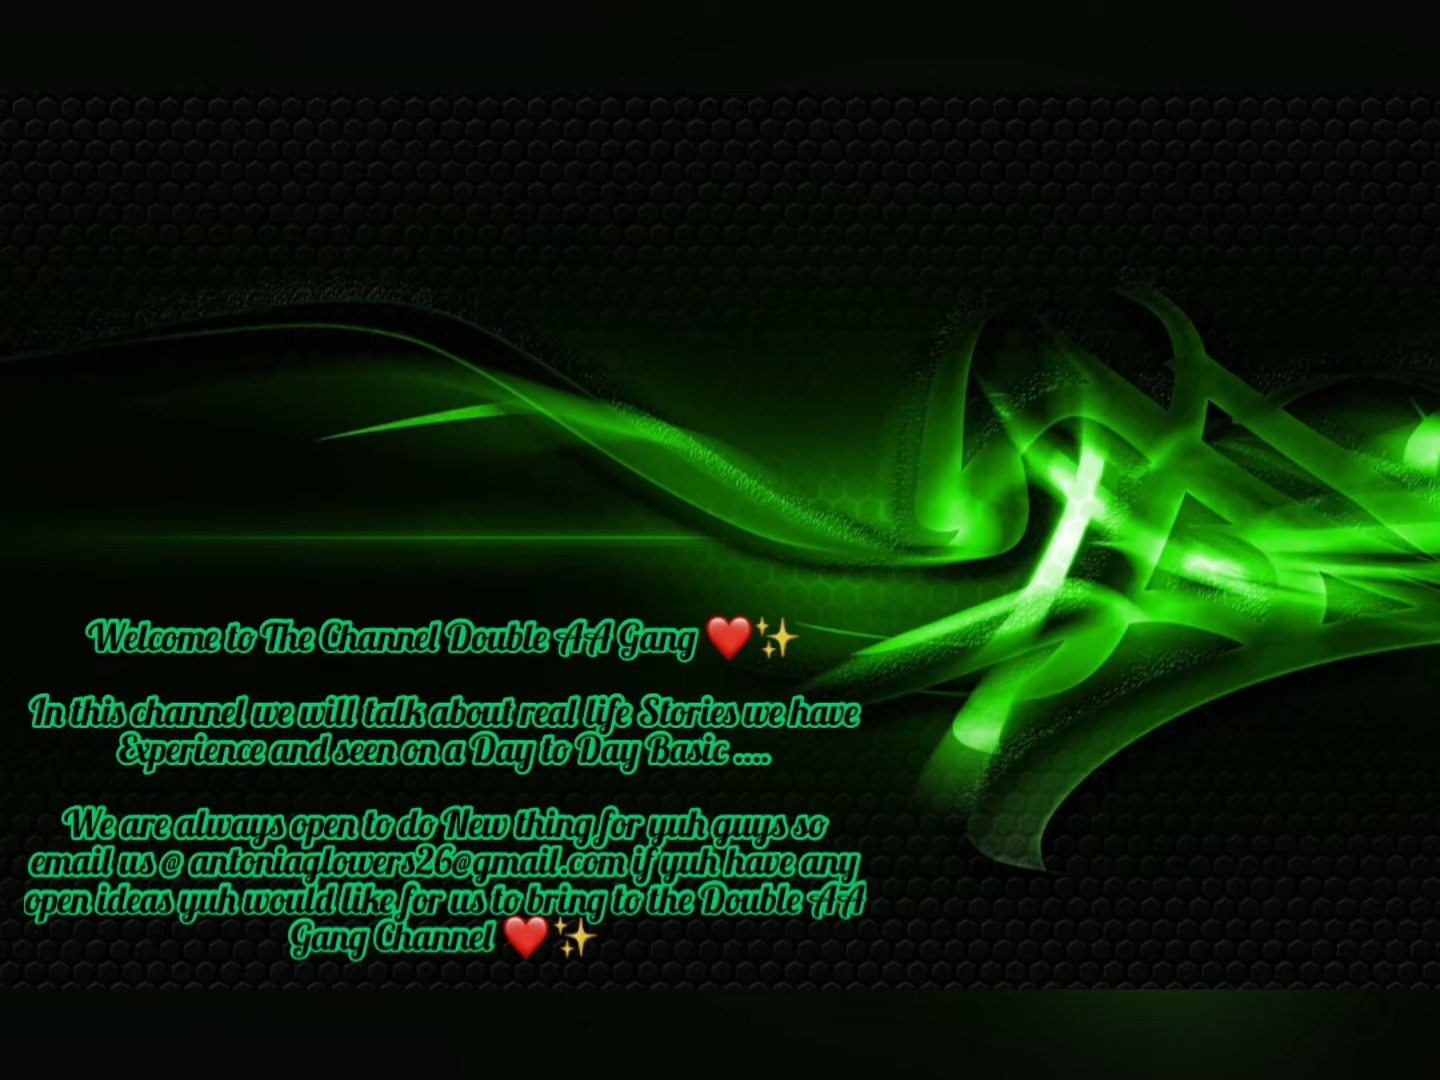 Welcome to The Channel Double AA Gang ❤️✨
In this channel we will talk about real life Stories we have
Experience and seen on a Day to Day Basic ....
We are always open to do New thing for yuh guys so
email us @ antoniaglowers26@gmail.com if yuh have any
open ideas yuh would like for us to bring to the Double AA
Gang Channel ❤️✨